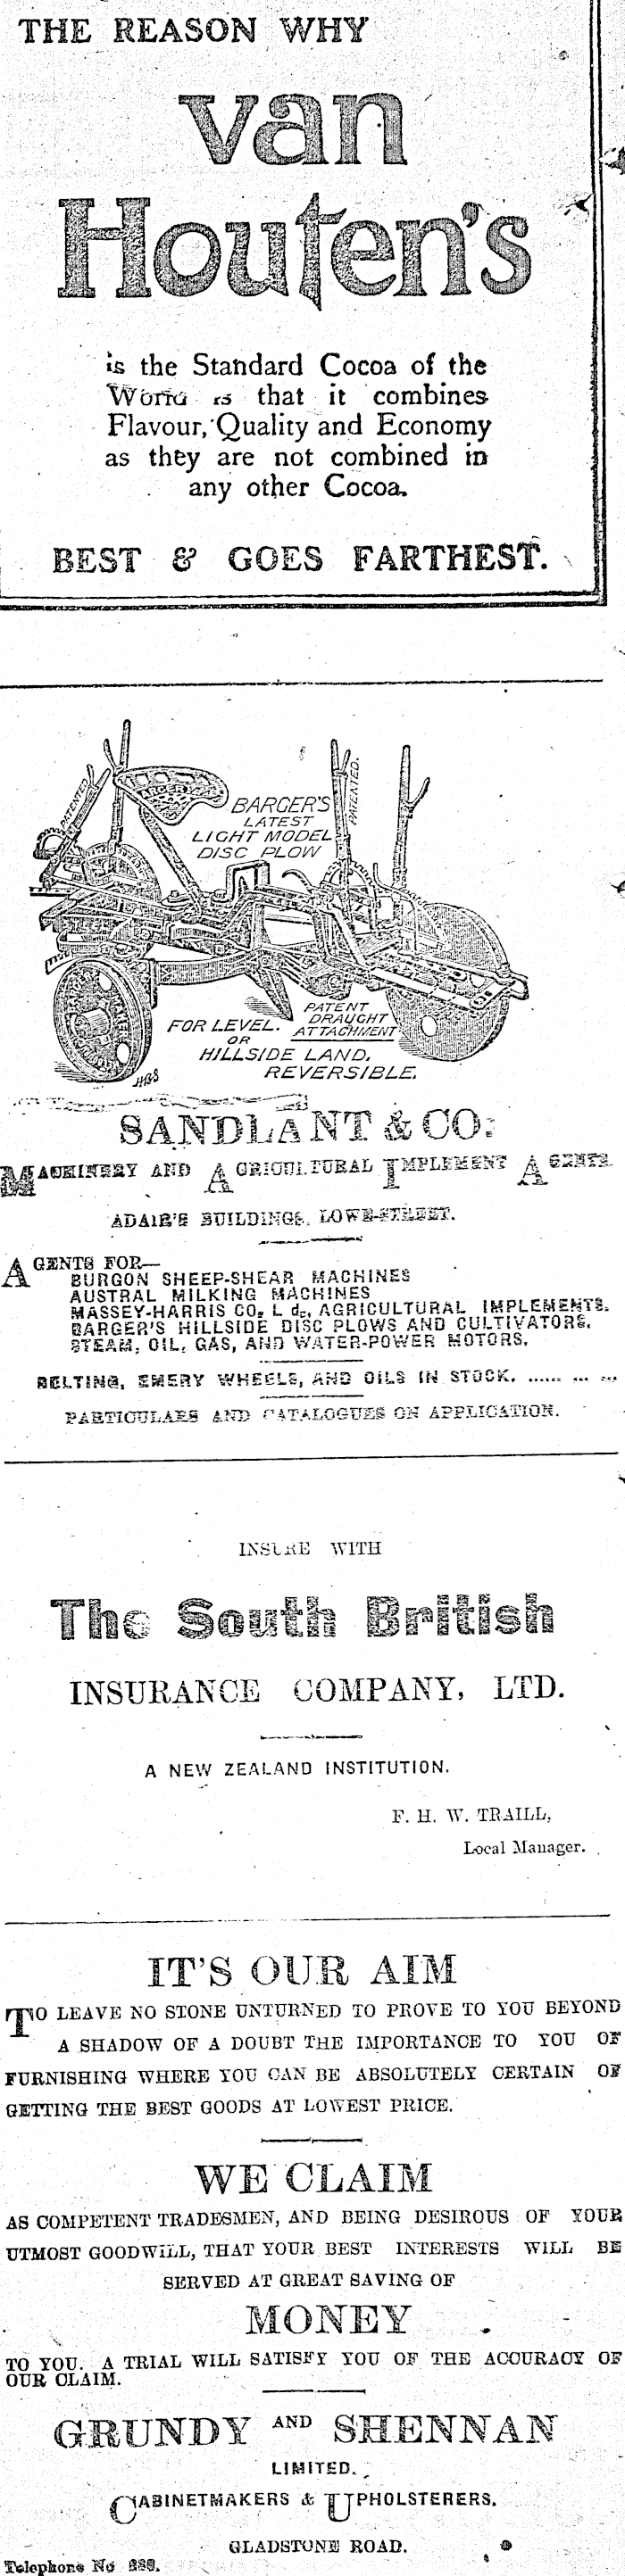 THE REASON WHY
van
Houten's
is the Standard Cocoa of the
World is that it combines
Flavour, Quality and Economy
as they are not combined in
any other Cocoa.
BEST & GOES FARTHEST.
PATENTED
BARGER'S
LATEST
LIGHT MODEL
DISC PLOW
PATENTED.
FOR LEVEL.
OR
HILLSIDE LAND.
REVERSIBLE.
PATENT
DRAUGHT
ATTACHMENT
SANDLANT & CO.
MACHINERY AND AGRICULTURAL IMPLEMENT AGENTS.
ADAIR'S BUILDINGS, LOWE-STREET.
AGENTS FOR—
BURGON SHEEP-SHEAR MACHINES
AUSTRAL MILKING MACHINES
MASSEY-HARRIS CO. L d., AGRICULTURAL IMPLEMENTS.
BARGER'S HILLSIDE DISC PLOWS AND CULTIVATORS.
STEAM, OIL, GAS, AND WATER-POWER MOTORS.
BELTING, EMERY WHEELS, AND OILS IN STOCK. ...... ... ...
PARTICULARS AND CATALOGUES ON APPLICATION.
INSURE WITH
The South British
INSURANCE COMPANY, LTD.
A NEW ZEALAND INSTITUTION.
F. H. W. TRAILL,
Local Manager.
IT'S OUR AIM
TO LEAVE NO STONE UNTURNED TO PROVE TO YOU BEYOND
A SHADOW OF A DOUBT THE IMPORTANCE TO YOU OF
FURNISHING WHERE YOU CAN BE ABSOLUTELY CERTAIN OF
GETTING THE BEST GOODS AT LOWEST PRICE.
WE CLAIM
AS COMPETENT TRADESMEN, AND BEING DESIROUS OF YOUR
UTMOST GOODWILL, THAT YOUR BEST INTERESTS WILL BE
SERVED AT GREAT SAVING OF
MONEY
TO YOU. A TRIAL WILL SATISFY YOU OF THE ACCURACY OF
OUR CLAIM.
GRUNDY AND SHENNAN
LIMITED.
CABINETMAKERS & UPHOLSTERERS.
GLADSTONE ROAD.
Telephone No